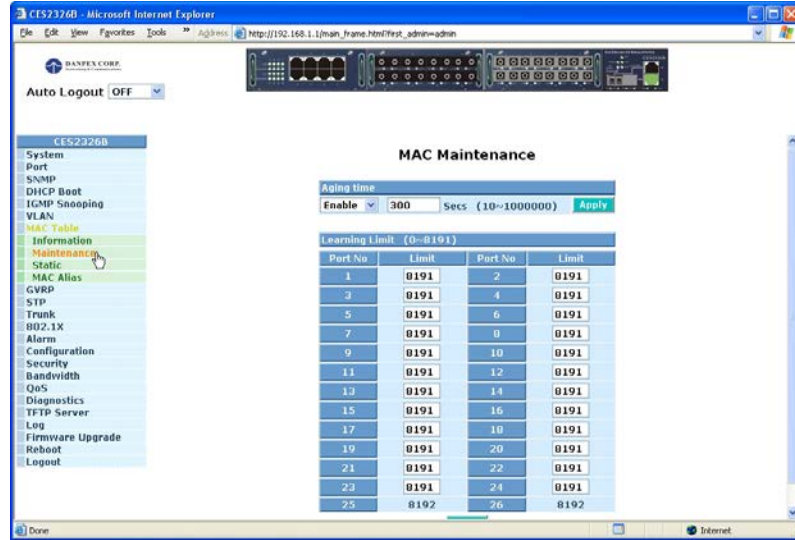 CES2326B - Microsoft Internet Explorer
File Edit View Favorites Tools » Address http://192.168.1.1/main_frame.html?est_admin=admin
DANPEX CORP.
Auto Logout OFF
CES2326B
System
Port
SNMP
DHCP Boot
IGMP Snooping
VLAN
MAC Table
Information
Maintenance
Static
MAC Alias
GVRP
STP
Trunk
802.1X
Alarm
Configuration
Security
Bandwidth
QoS
Diagnostics
TFTP Server
Log
Firmware Upgrade
Reboot
Logout
MAC Maintenance
Aging time
Enable 300 Secs (10~1000000) Apply
Learning Limit (0~8191)
Port No Limit Port No Limit
1 8191 2 8191
3 8191 4 8191
5 8191 6 8191
7 8191 8 8191
9 8191 10 8191
11 8191 12 8191
13 8191 14 8191
15 8191 16 8191
17 8191 18 8191
19 8191 20 8191
21 8191 22 8191
23 8191 24 8191
25 8192 26 8192
Done Internet